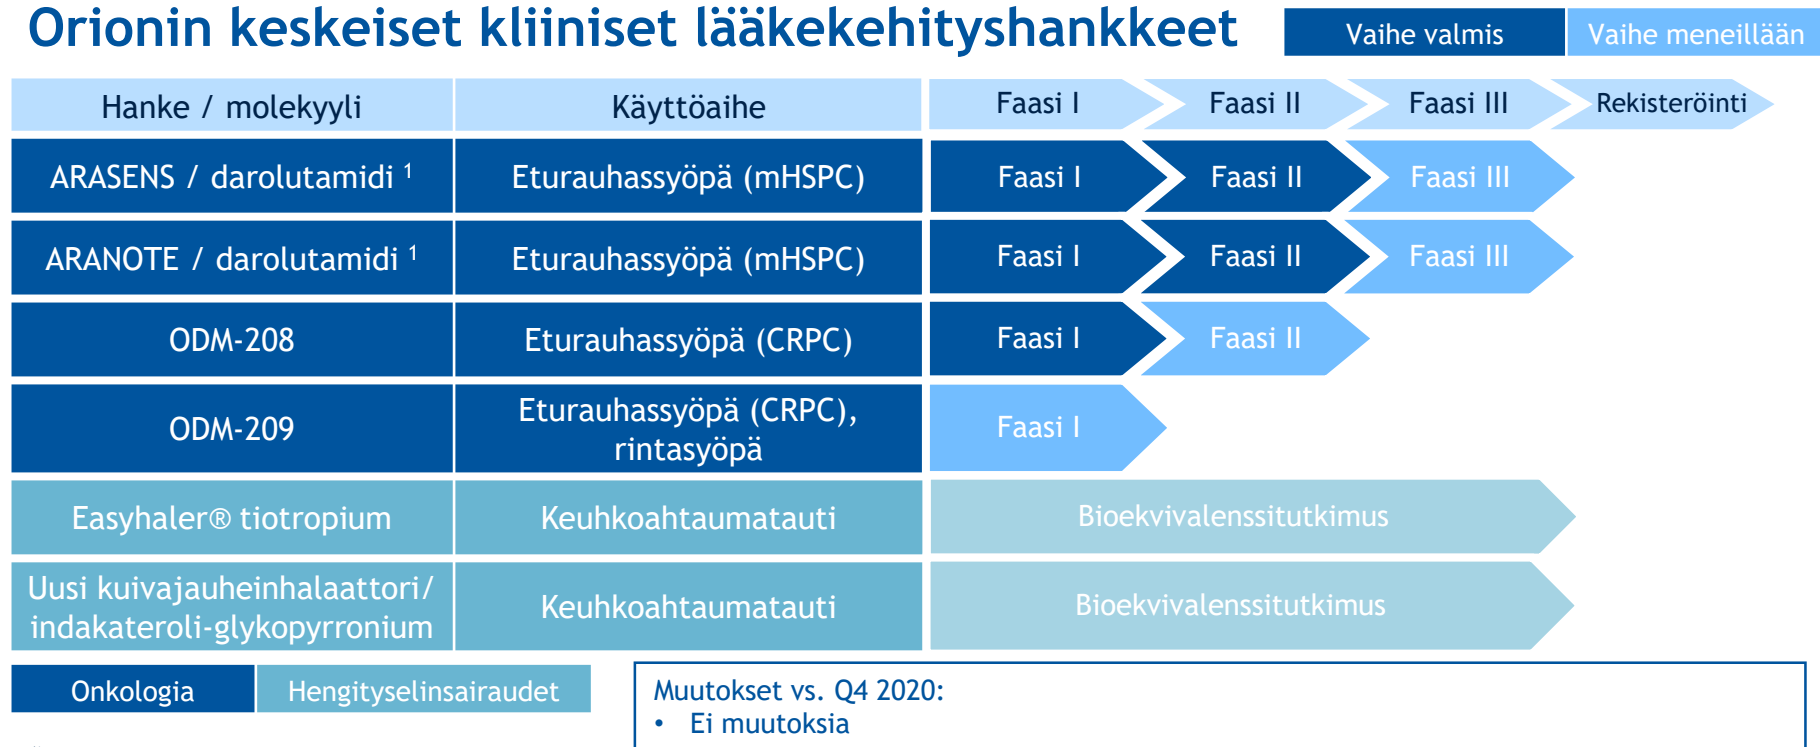 Orionin keskeiset kliiniset lääkekehityshankkeet
Vaihe valmis
Vaihe meneillään
Hanke / molekyyli
Käyttöaihe
Faasi I
Faasi II
Faasi III
Rekisteröinti
ARASENS / darolutamidi ¹
Eturauhassyöpä (mHSPC)
Faasi I
Faasi II
Faasi III
ARANOTE / darolutamidi ¹
Eturauhassyöpä (mHSPC)
Faasi I
Faasi II
Faasi III
ODM-208
Eturauhassyöpä (CRPC)
Faasi I
Faasi II
ODM-209
Eturauhassyöpä (CRPC),
rintasyöpä
Faasi I
Easyhaler® tiotropium
Keuhkoahtaumatauti
Bioekvivalenssitutkimus
Uusi kuivajauheinhalaattori/
indakateroli-glykopyrronium
Keuhkoahtaumatauti
Bioekvivalenssitutkimus
Onkologia
Hengityselinsairaudet
Muutokset vs. Q4 2020:
• Ei muutoksia